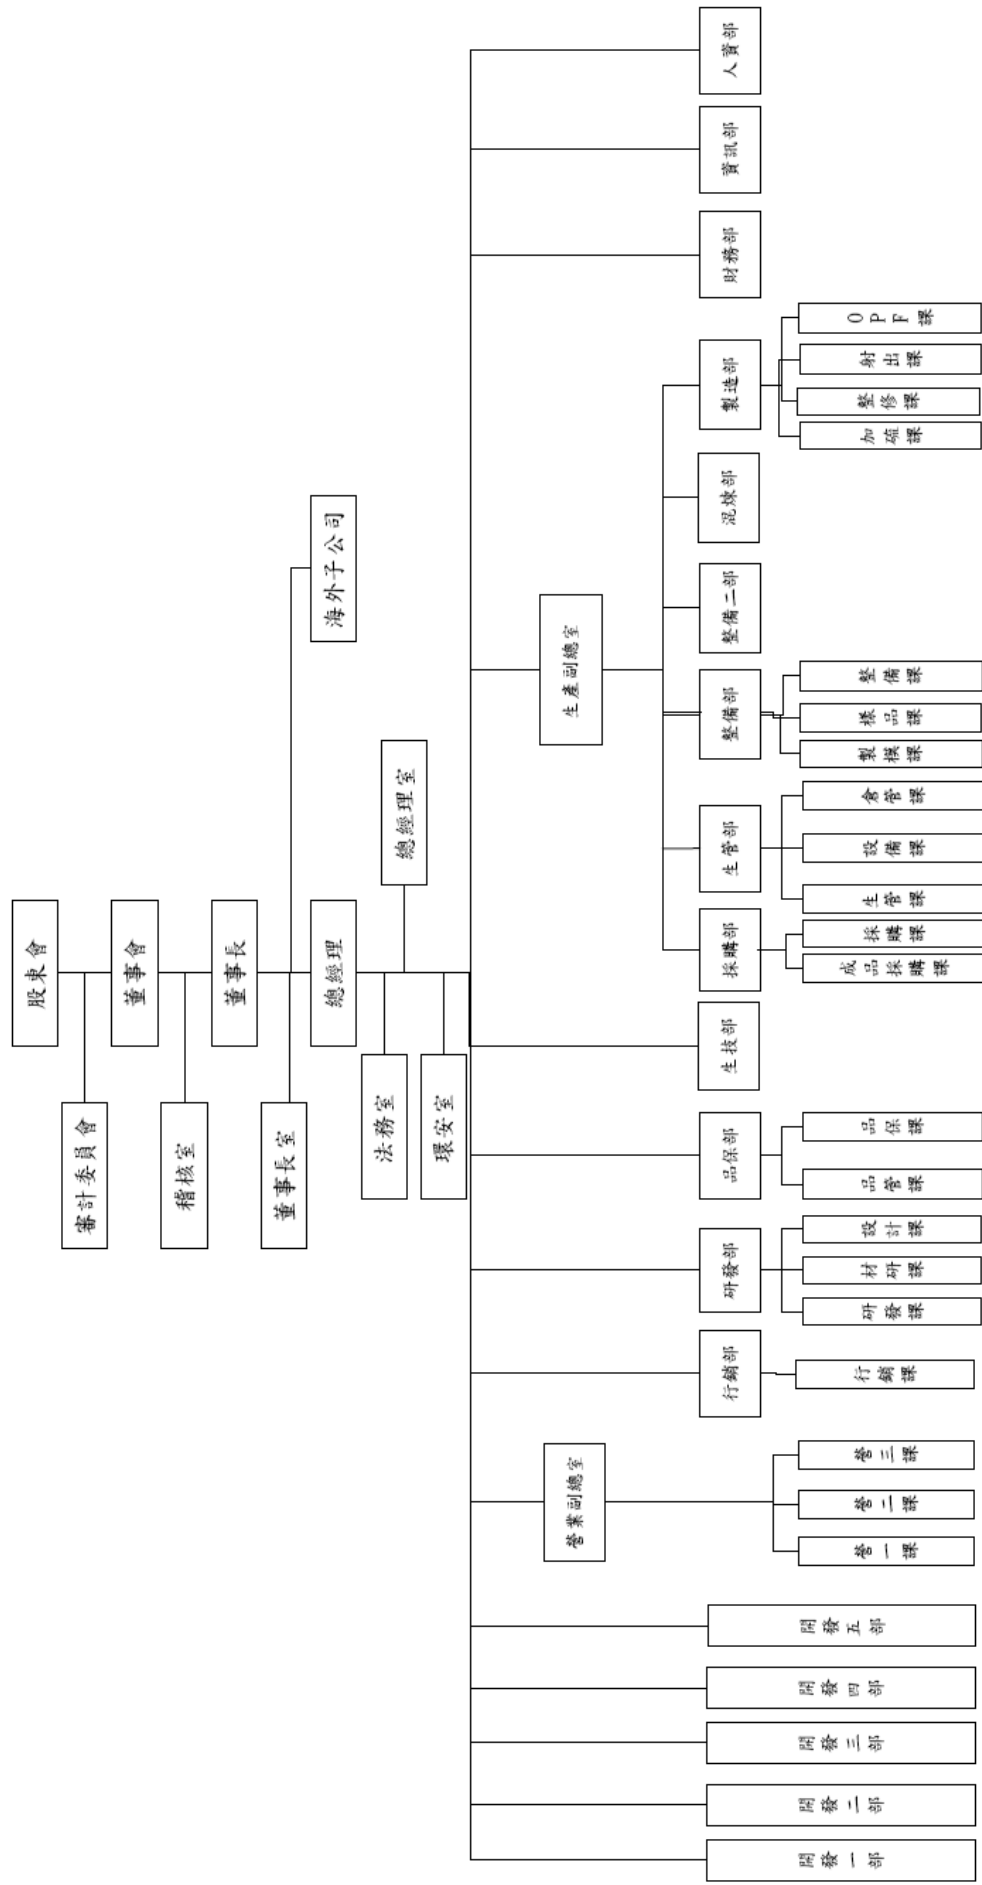 股東會
審計委員會
董事會
稽核室
董事長
董事長室
海外子公司
總經理
法務室
總經理室
環安室
開發一部
開發二部
開發三部
開發四部
開發五部
營業副總室
營一課
營二課
營三課
行銷部
行銷課
研發部
研發課
材研課
設計課
品保部
品管課
品保課
生技部
生產副總室
採購部
成品採購課
採購課
生管部
生管課
設備課
倉管課
整備部
製模課
樣品課
整備課
整備二部
混煉部
製造部
加硫課
整修課
射出課
OPF課
財務部
資訊部
人資部